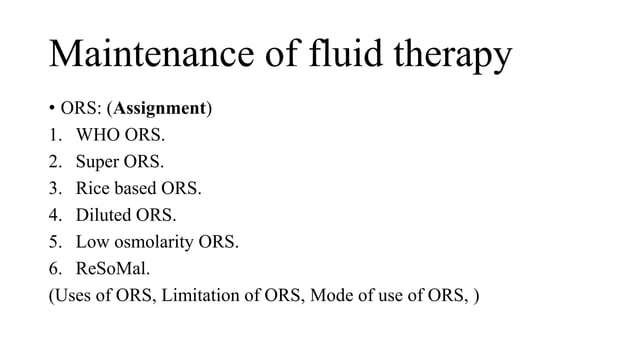 Maintenance of fluid therapy
• ORS: (Assignment)
1. WHO ORS.
2. Super ORS.
3. Rice based ORS.
4. Diluted ORS.
5. Low osmolarity ORS.
6. ReSoMal.
(Uses of ORS, Limitation of ORS, Mode of use of ORS, )